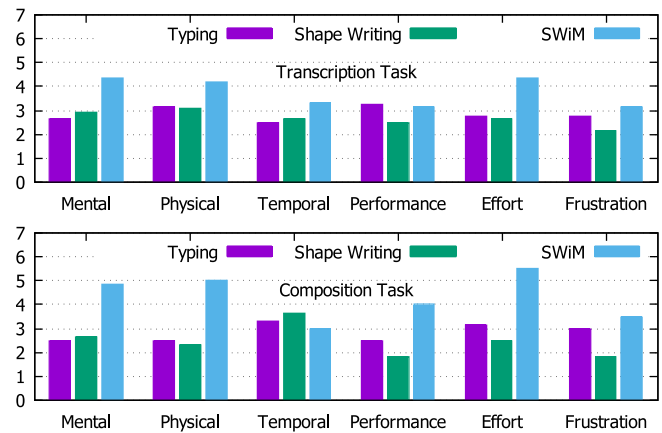 7
Typing Shape Writing SWiM
6
5
Transcription Task
4
3
2
1
0
Mental Physical Temporal Performance Effort Frustration
7
Typing Shape Writing SWiM
6
5
Composition Task
4
3
2
1
0
Mental Physical Temporal Performance Effort Frustration